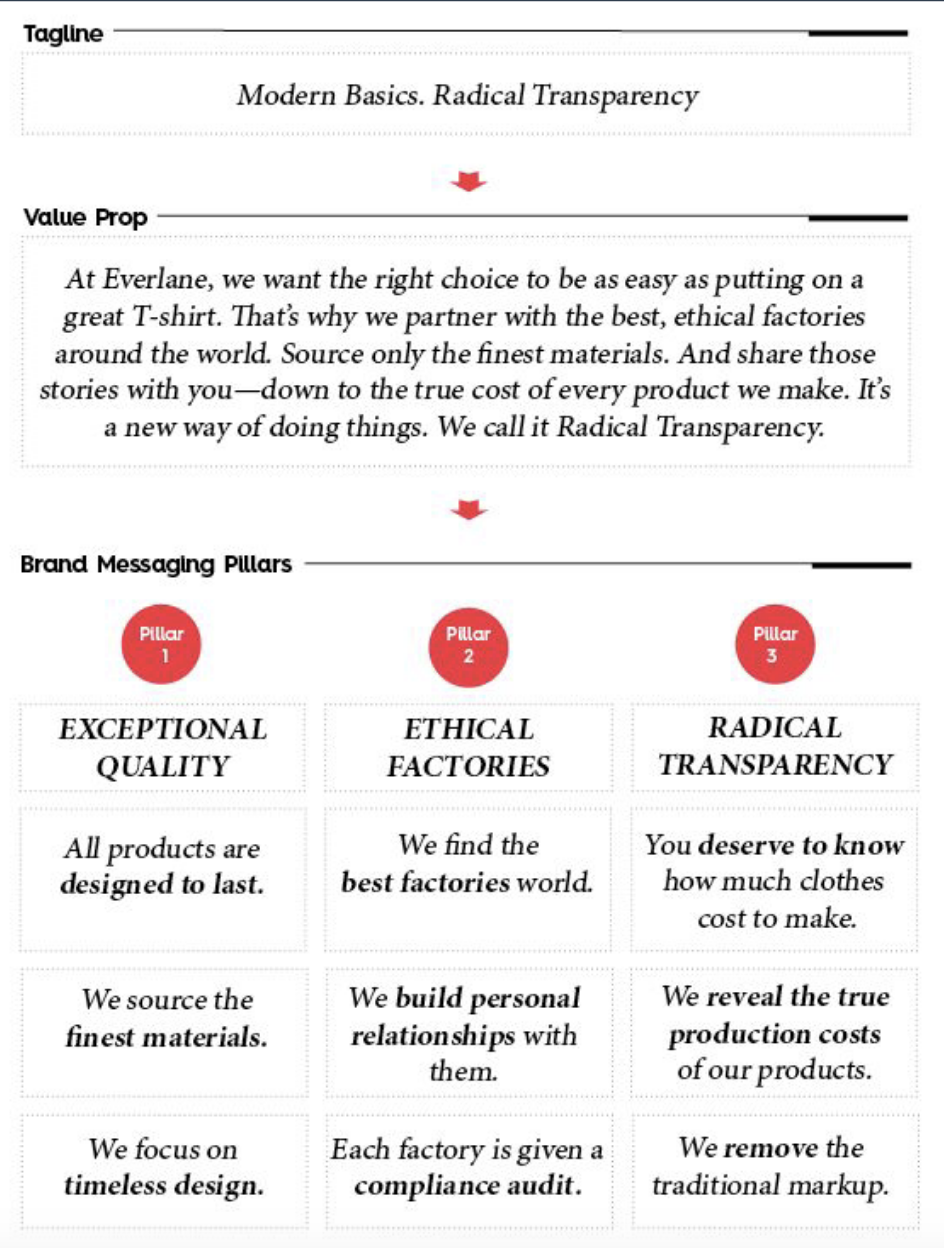 Tagline
Modern Basics. Radical Transparency
Value Prop
At Everlane, we want the right choice to be as easy as putting on a
great T-shirt. That's why we partner with the best, ethical factories
around the world. Source only the finest materials. And share those
stories with you—down to the true cost of every product we make. It's
a new way of doing things. We call it Radical Transparency.
Brand Messaging Pillars
Pillar
1
EXCEPTIONAL
QUALITY
All products are
designed to last.
We source the
finest materials.
We focus on
timeless design.
Pillar
2
ETHICAL
FACTORIES
We find the
best factories world.
We build personal
relationships with
them.
Each factory is given a
compliance audit.
Pillar
3
RADICAL
TRANSPARENCY
You deserve to know
how much clothes
cost to make.
We reveal the true
production costs
of our products.
We remove the
traditional markup.